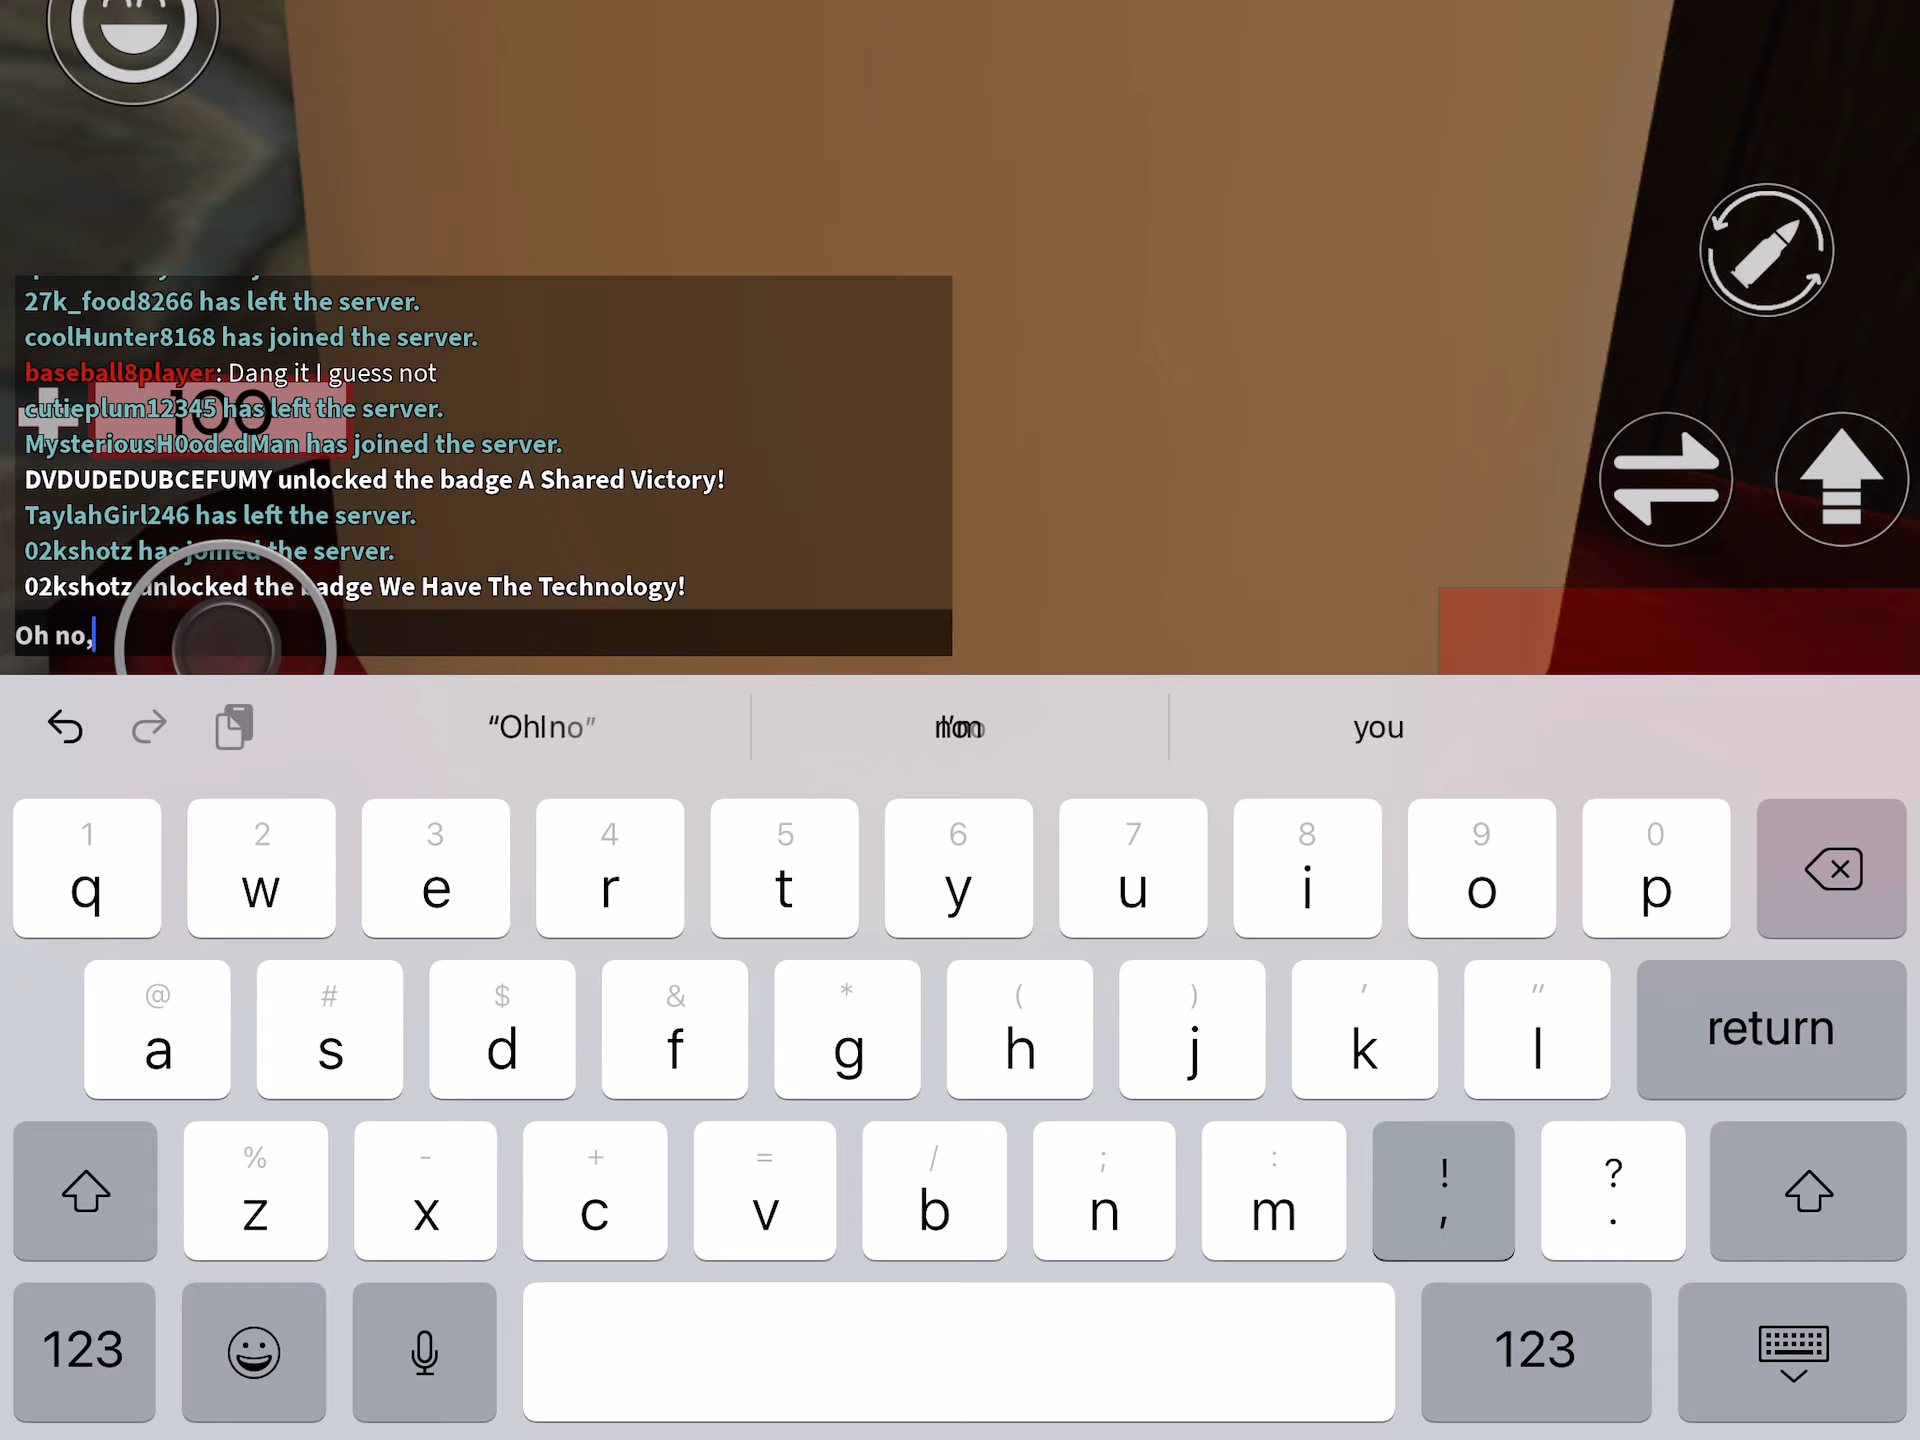 27k_food8266 has left the server.
coolHunter8168 has joined the server.
baseball8player: Dang it I guess not
100
cutieplum12345 has left the server.
MysteriousH0odedMan has joined the server.
DVDUDEDUBCEFUMY unlocked the badge A Shared Victory!
TaylahGirl246 has left the server.
02kshotz has joined the server.
02kshotz unlocked the badge We Have The Technology!
Oh no,
you
1 2 3 4 5 6 7 8 9 0
q w e r t y u i o p
@ # $ & * ( ) ' "
a s d f g h j k l return
% - + = / ; : ! ?
z x c v b n m , .
123 123